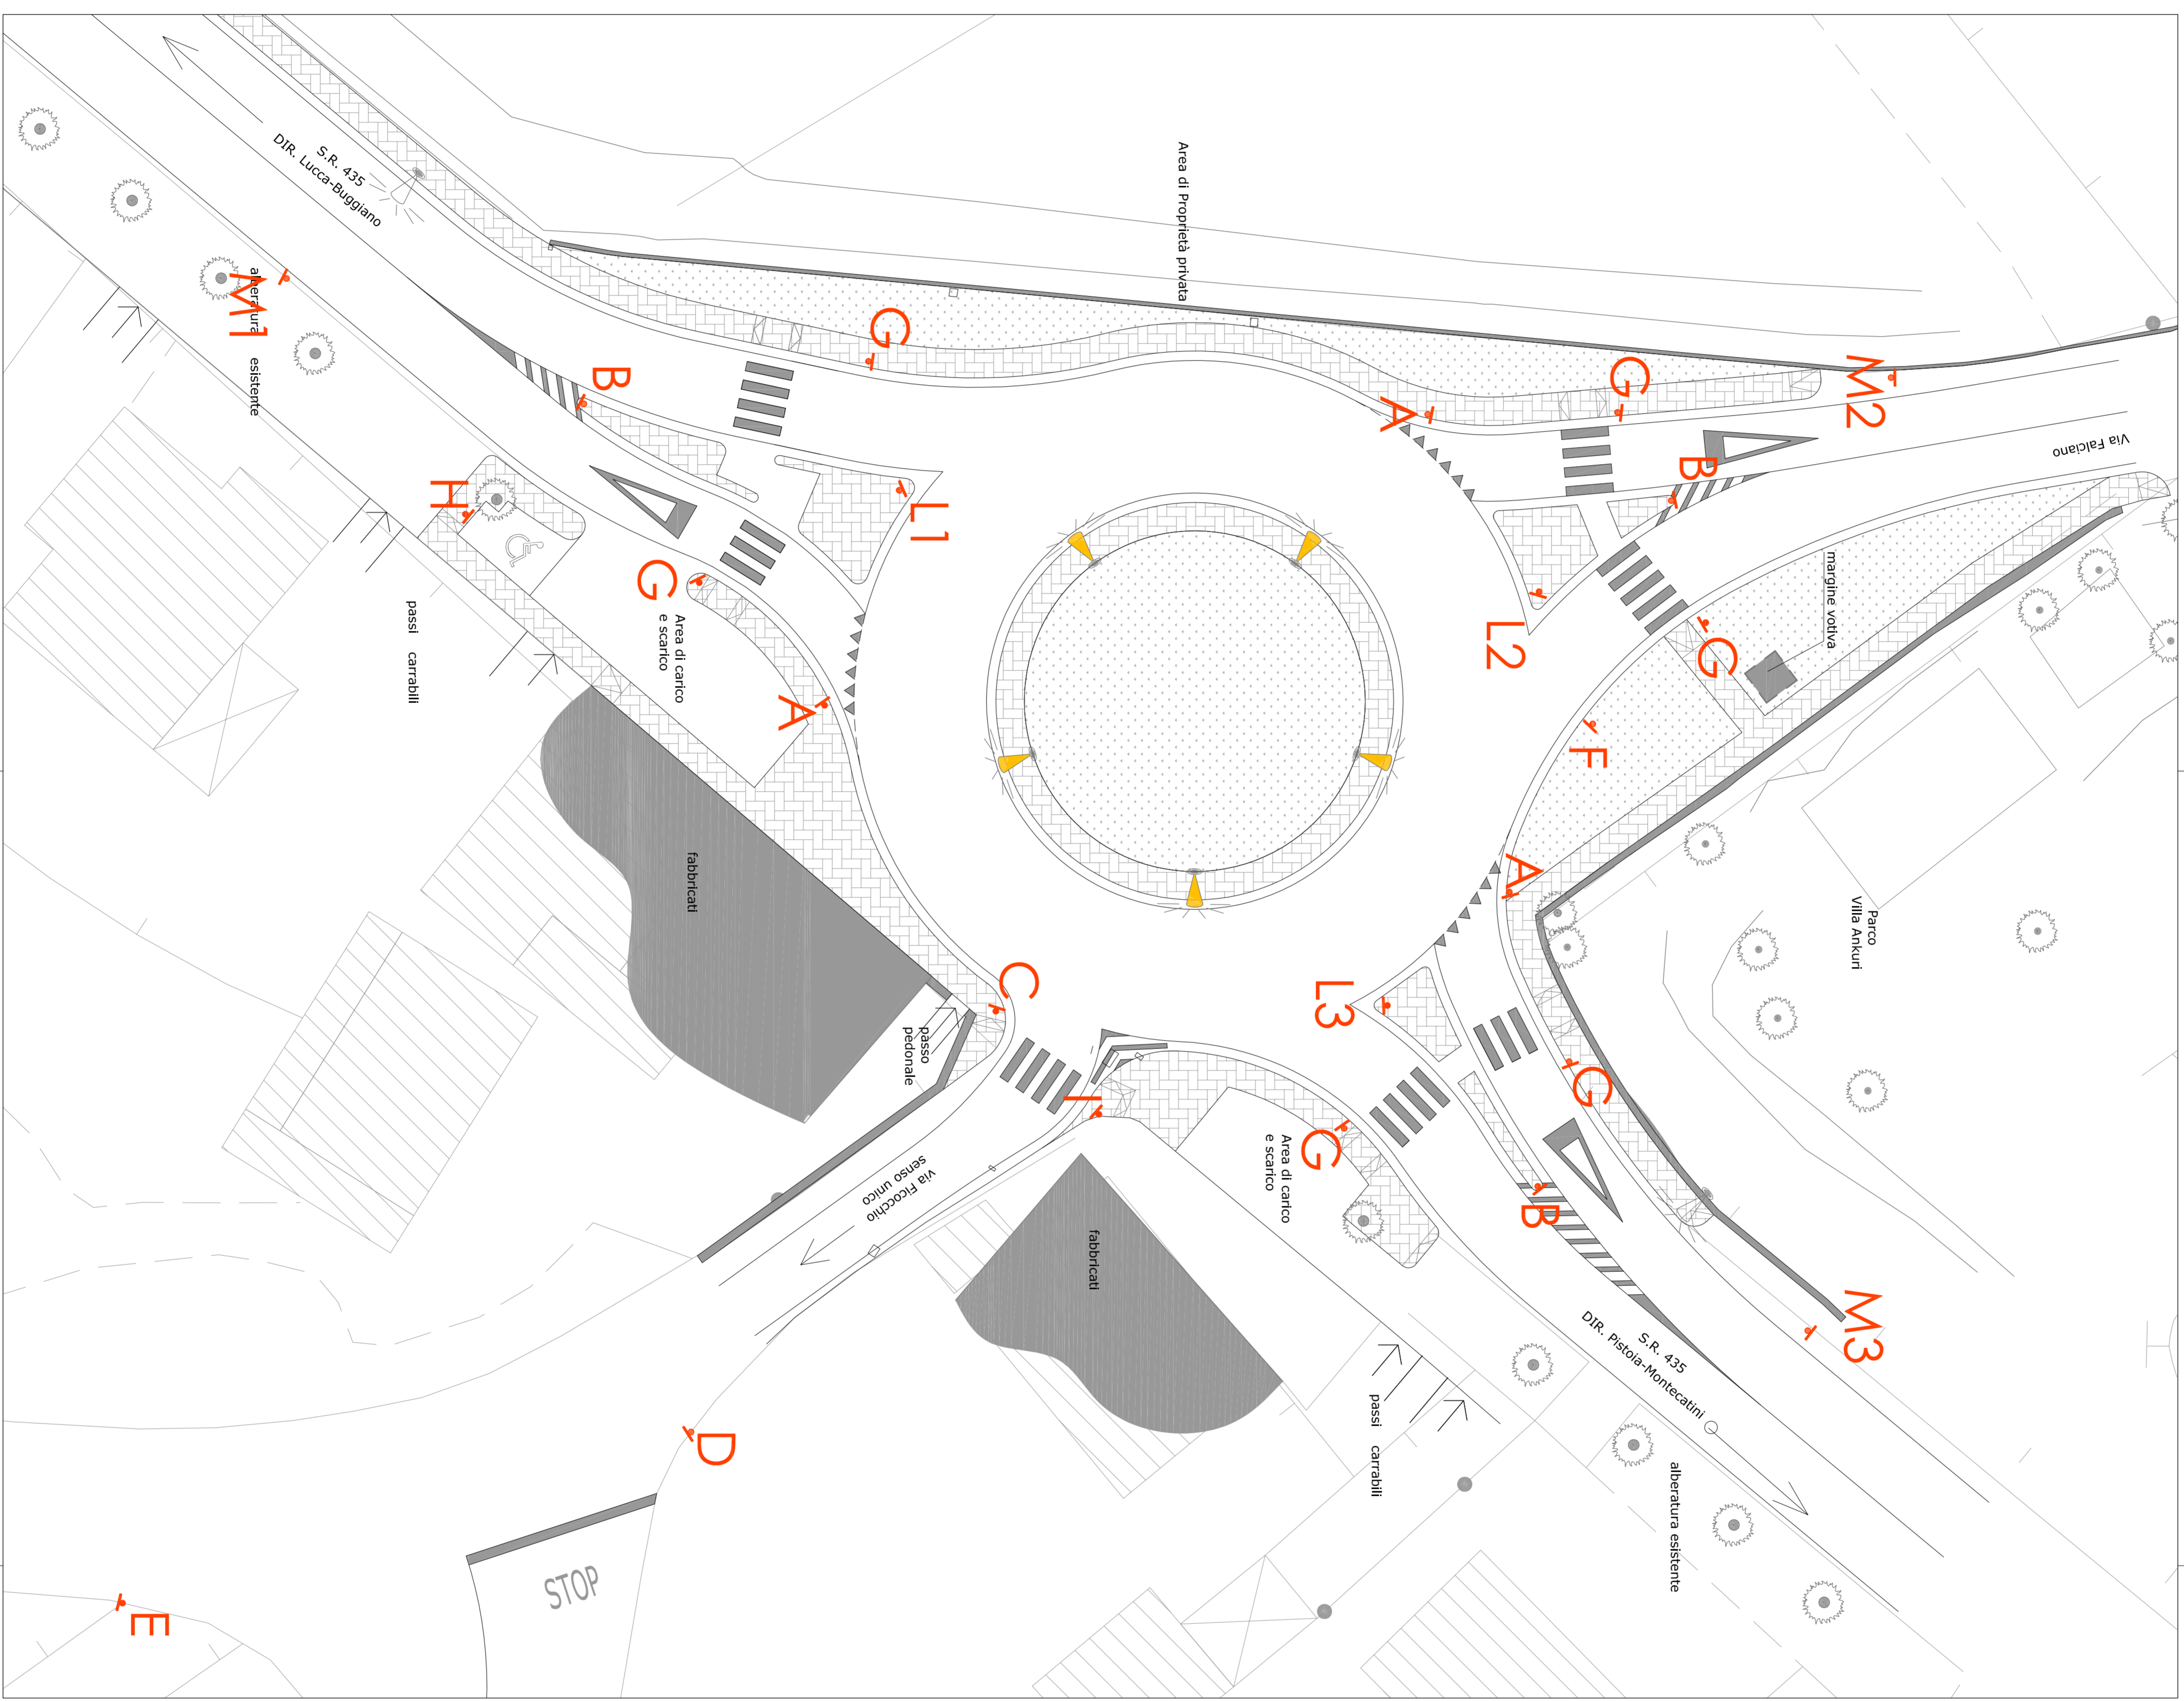 S.R. 435
DIR. Lucca-Buggiano
Area di Proprietà privata
M1
alberatura esistente
B
G
A
G
M2
B
Via Falciano
H
L1
G
Area di carico
e scarico
A
passi carrabili
L2
G
margine votiva
F
A
fabbricati
Parco
Villa Ankuri
C
passo
pedonale
L3
G
I
G
Area di carico
e scarico
B
via Ficocchio
senso unico
fabbricati
M3
S.R. 435
DIR. Pistoia-Montecatini
passi carrabili
alberatura esistente
D
STOP
E